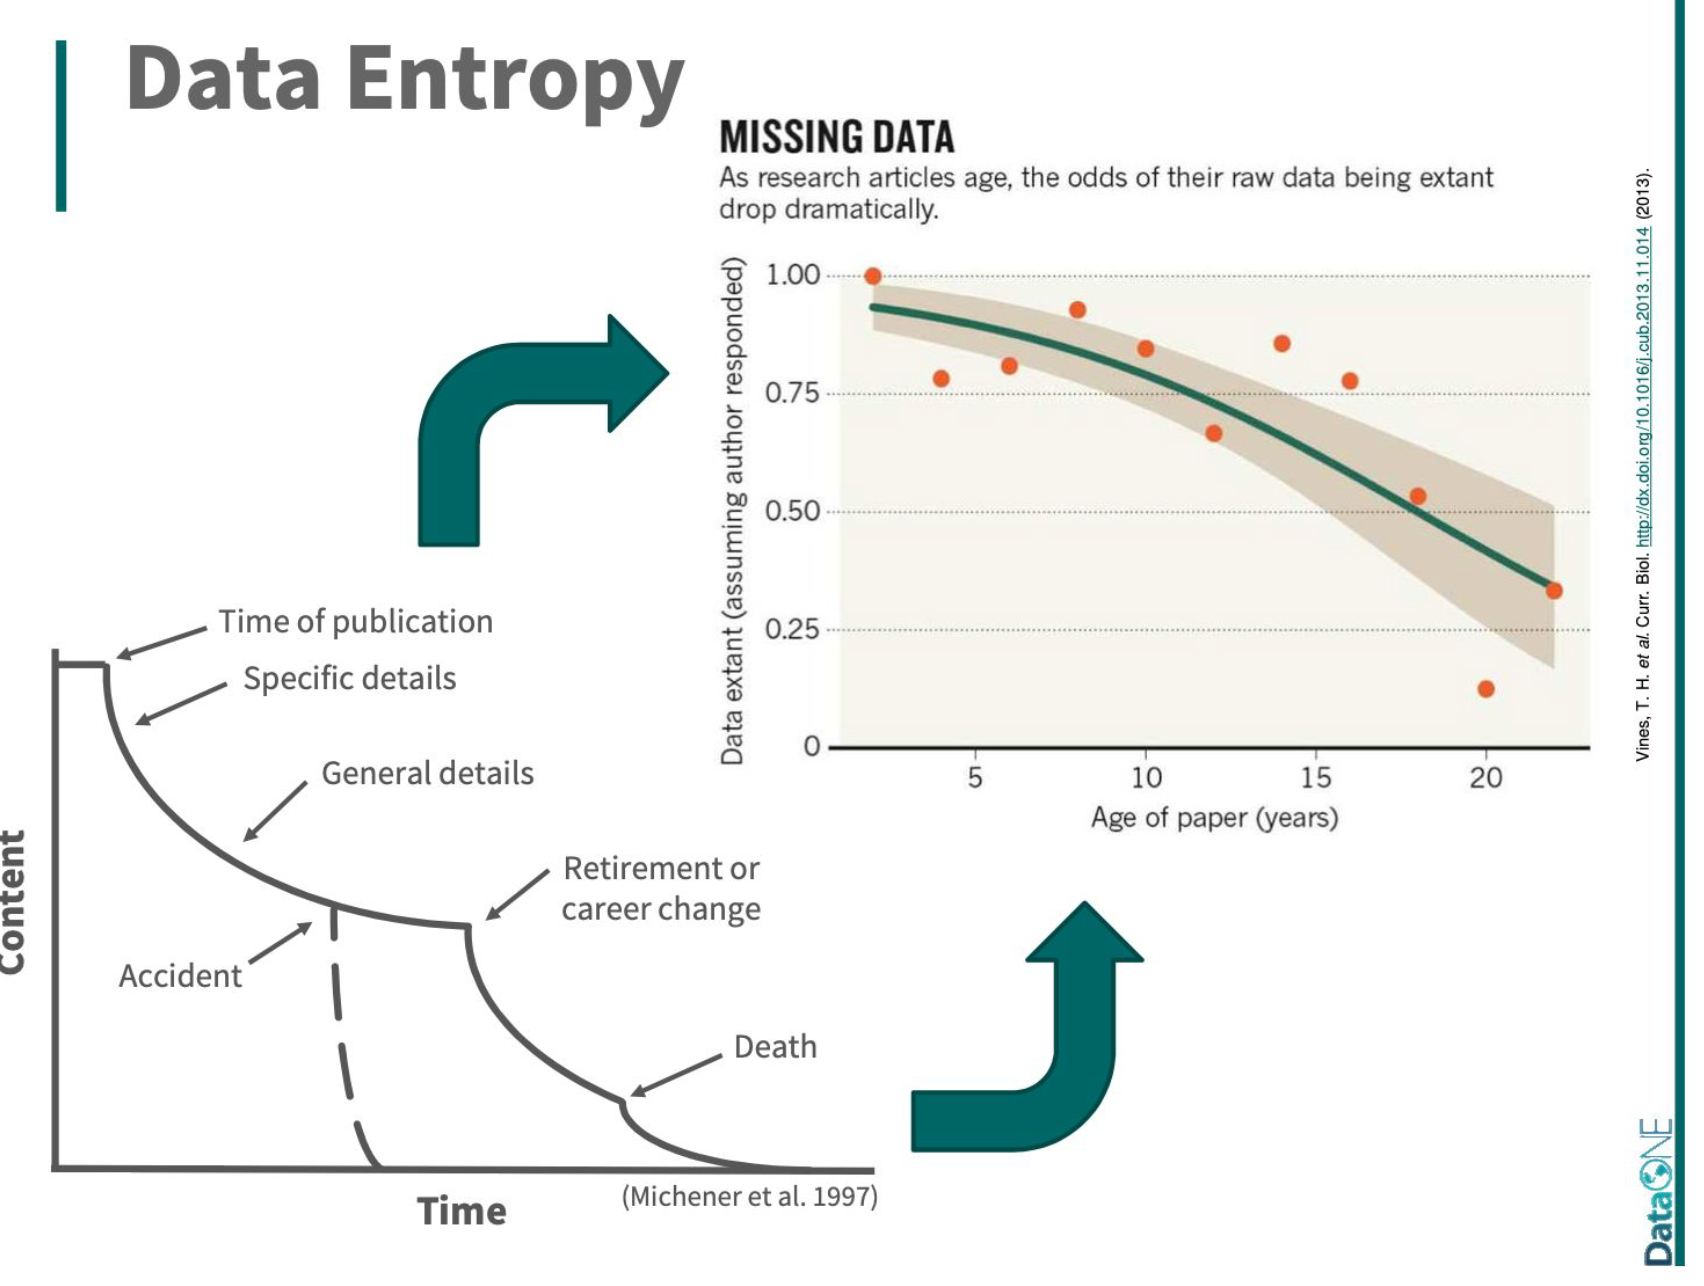 Data Entropy
MISSING DATA
As research articles age, the odds of their raw data being extant
drop dramatically.
Data extant (assuming author responded)
1.00
0.75
0.50
0.25
0
5
10
15
20
Age of paper (years)
Vines, T. H. et al. Curr. Biol. http://dx.doi.org/10.1016/j.cub.2013.11.014 (2013).
Time of publication
Specific details
General details
Retirement or
career change
Accident
Death
Content
Time
(Michener et al. 1997)
DataONE